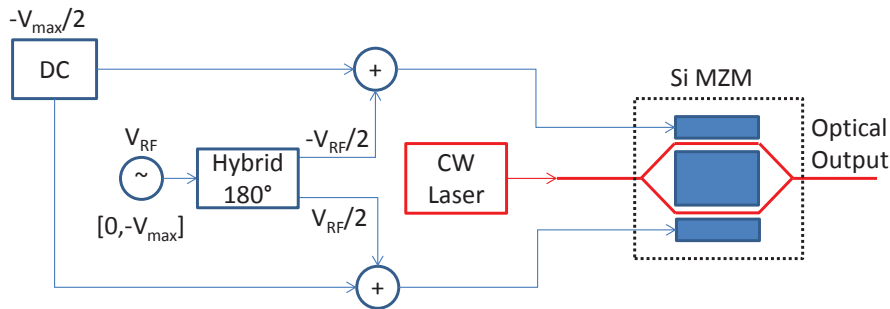 -V_max/2
DC
+
Si MZM
V_RF
~
[0,-V_max]
Hybrid
180°
-V_RF/2
V_RF/2
CW
Laser
Optical
Output
+